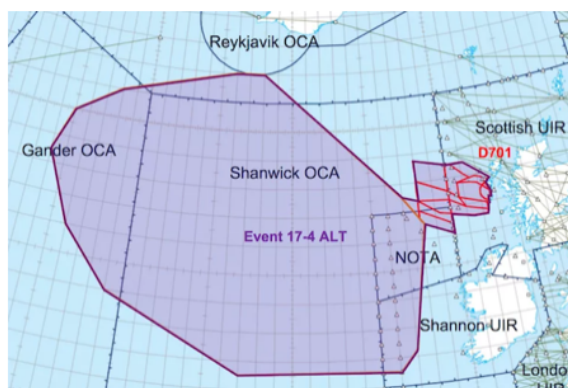 Reykjavik OCA
Scottish UIR
D701
Gander OCA
Shanwick OCA
Event 17-4 ALT
NOTA
Shannon UIR
London
UIR